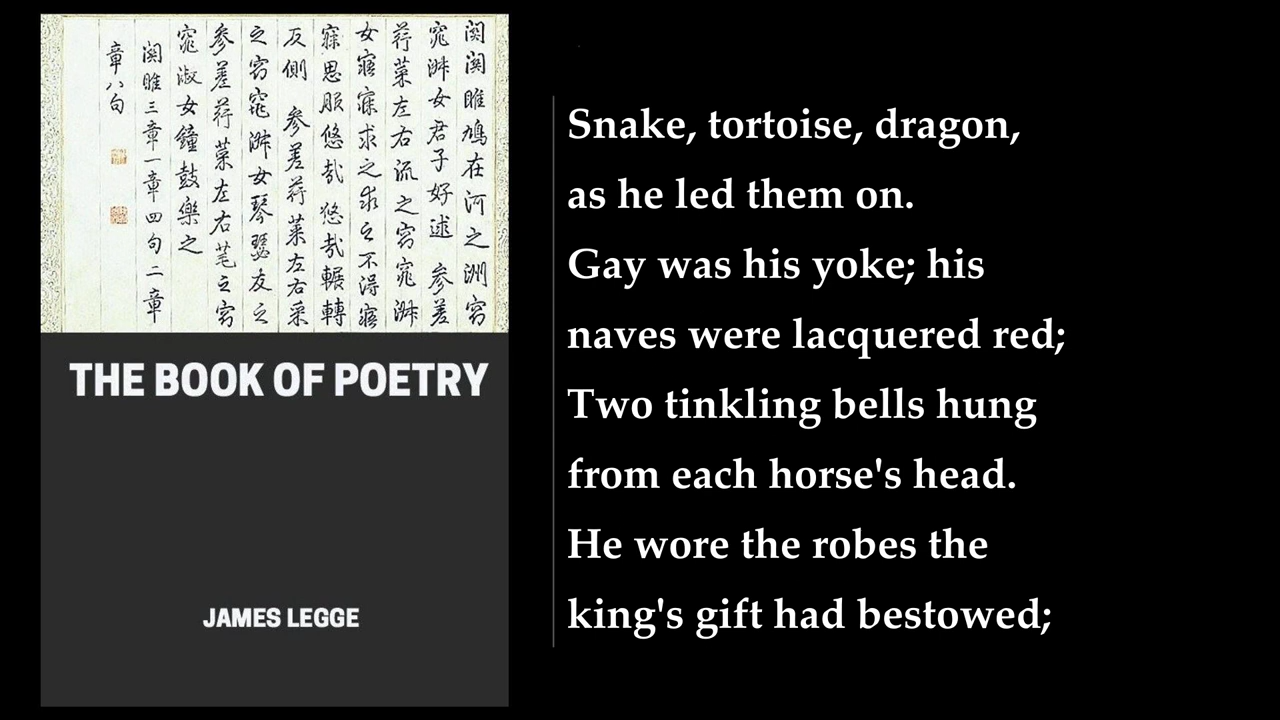 關關雎鳩在河之洲窈
窕淑女君子好逑 參差
荇菜左右流之窈窕淑
女寤寐求之求之不得寤
寐思服悠哉悠哉輾轉
反側 參差荇菜左右采
之窈窕淑女琴瑟友之
參差荇菜左右芼之窈
窕淑女鐘鼓樂之
關雎三章一章四句二章
章八句
THE BOOK OF POETRY
JAMES LEGGE
Snake, tortoise, dragon,
as he led them on.
Gay was his yoke; his
naves were lacquered red;
Two tinkling bells hung
from each horse's head.
He wore the robes the
king's gift had bestowed;